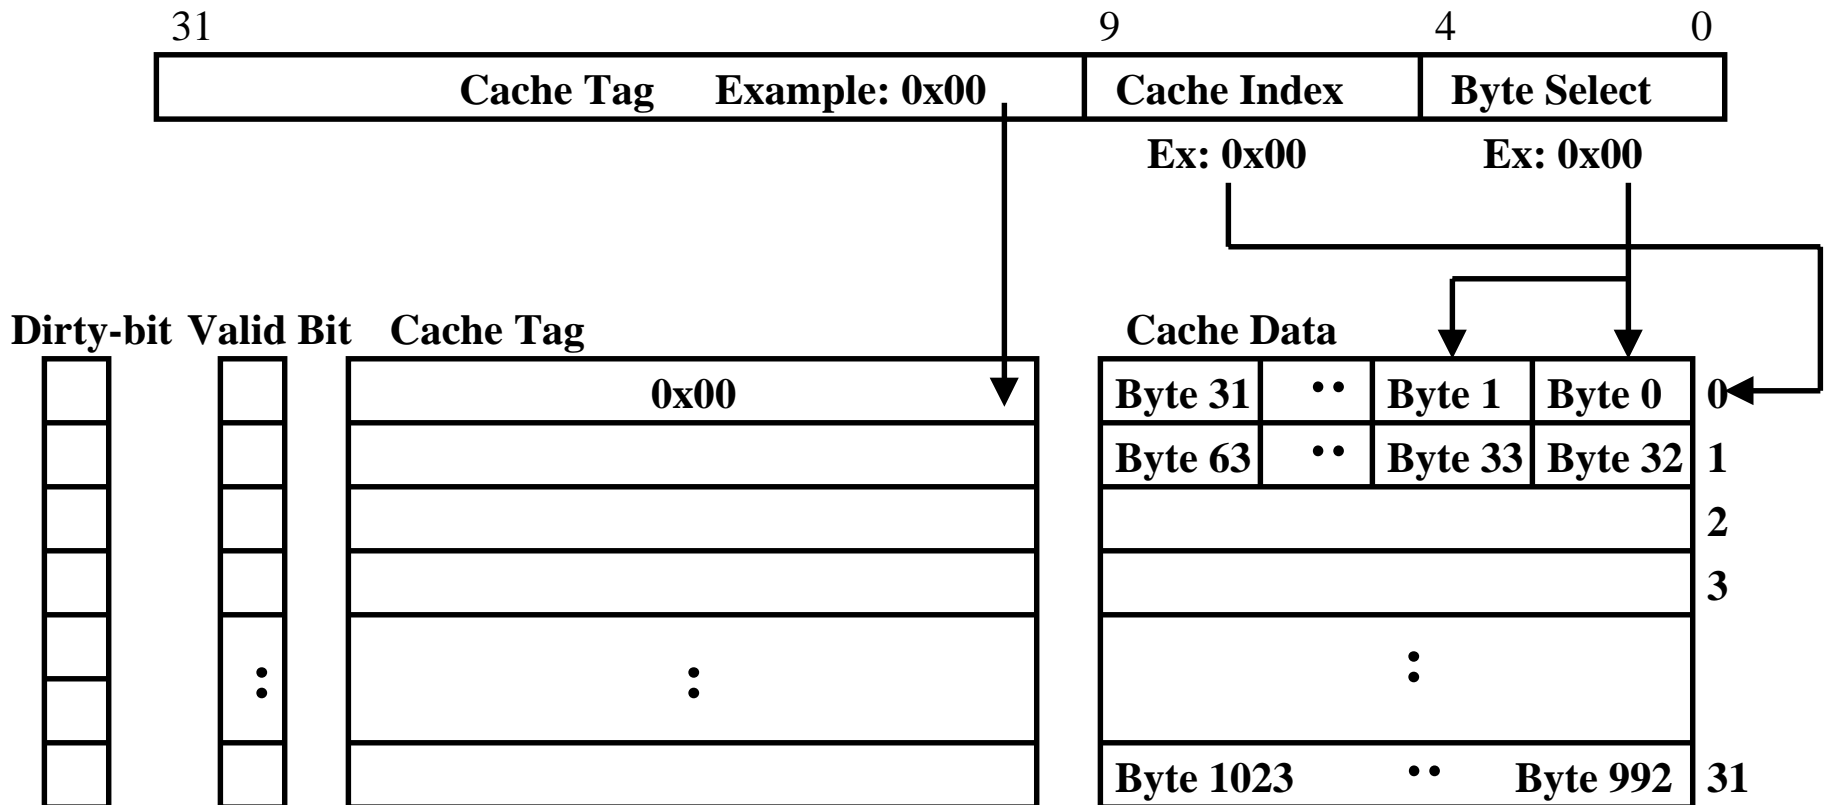 31 9 4 0
Cache Tag Example: 0x00 Cache Index Byte Select
Ex: 0x00 Ex: 0x00
Dirty-bit Valid Bit Cache Tag Cache Data
0x00 Byte 31 .. Byte 1 Byte 0 0
Byte 63 .. Byte 33 Byte 32 1
2
3
: : :
Byte 1023 .. Byte 992 31